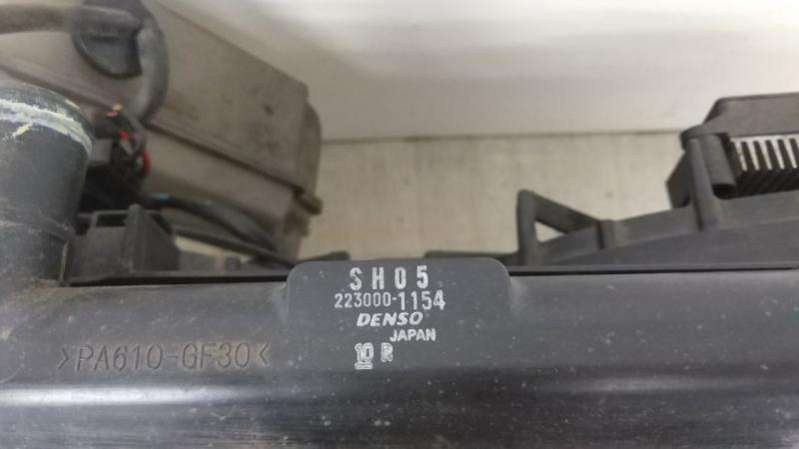 SH05
223000-1154
DENSO
JAPAN
10 R
>PA610-GF30<